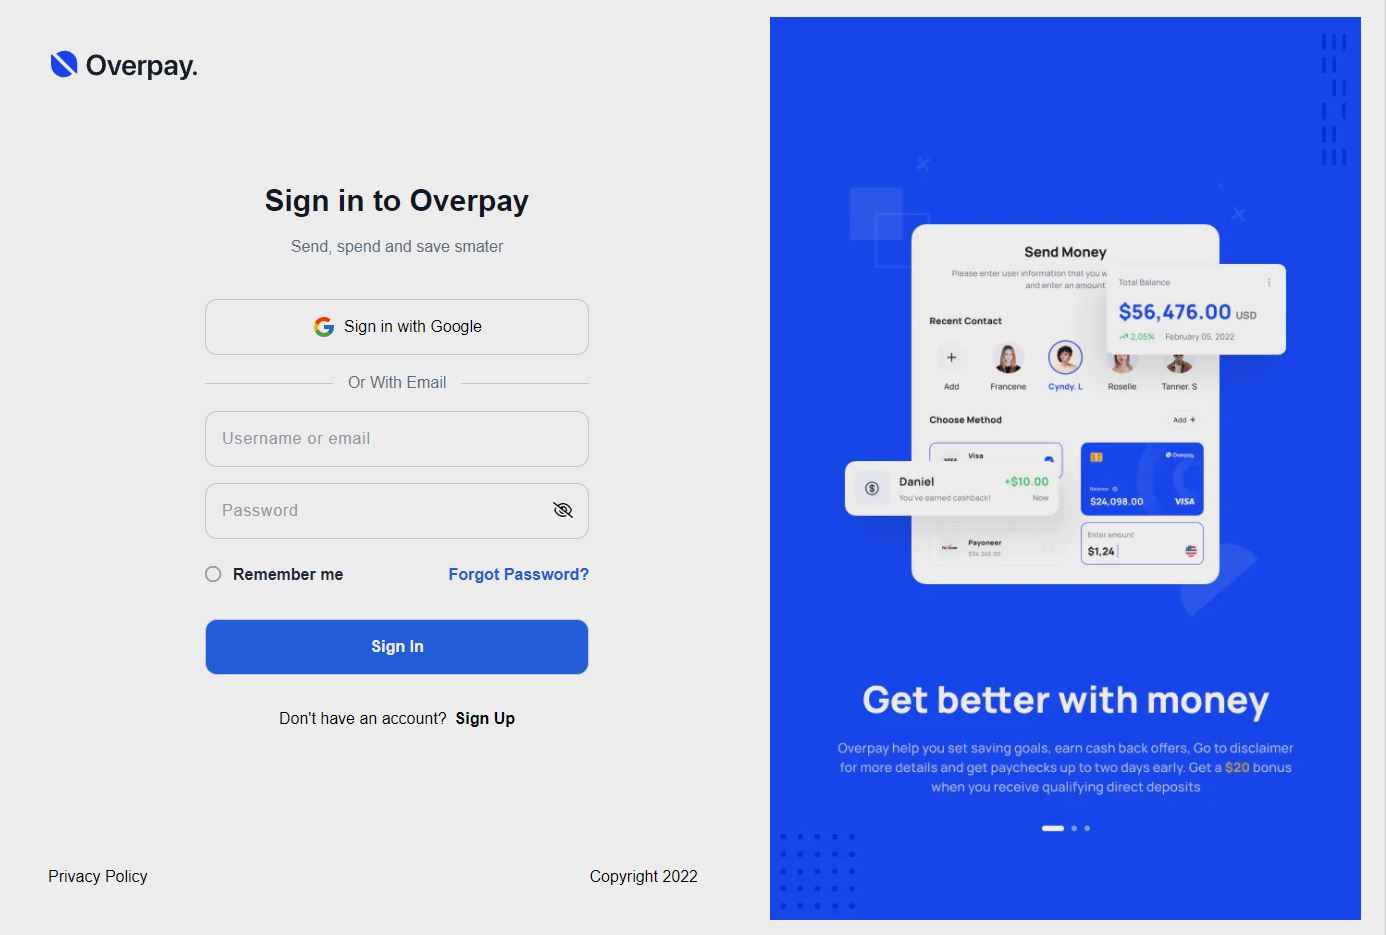 Overpay.
Sign in to Overpay
Send, spend and save smater
Sign in with Google
Or With Email
Username or email
Password
Remember me
Forgot Password?
Sign In
Don't have an account? Sign Up
Privacy Policy
Copyright 2022
Send Money
Please enter user information that you
and enter an amount
Total Balance
$56,476.00 USD
2,05% February 05, 2022
Recent Contact
Add
Francene
Cyndy. L
Roselle
Tanner. S
Choose Method
Add +
Visa
VISA
Overpay.
Balance
$24,098.00
VISA
Daniel
+$10.00
You've earned cashback!
Now
Payoneer
Payoneer
Enter amount
$1,24
Get better with money
Overpay help you set saving goals, earn cash back offers, Go to disclaimer
for more details and get paychecks up to two days early. Get a $20 bonus
when you receive qualifying direct deposits